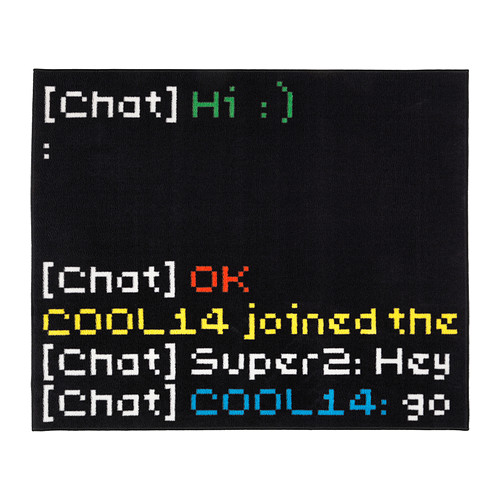 [Chat] Hi :)
:
[Chat] OK
COOL14 joined the
[Chat] Super2: Hey
[Chat] COOL14: go